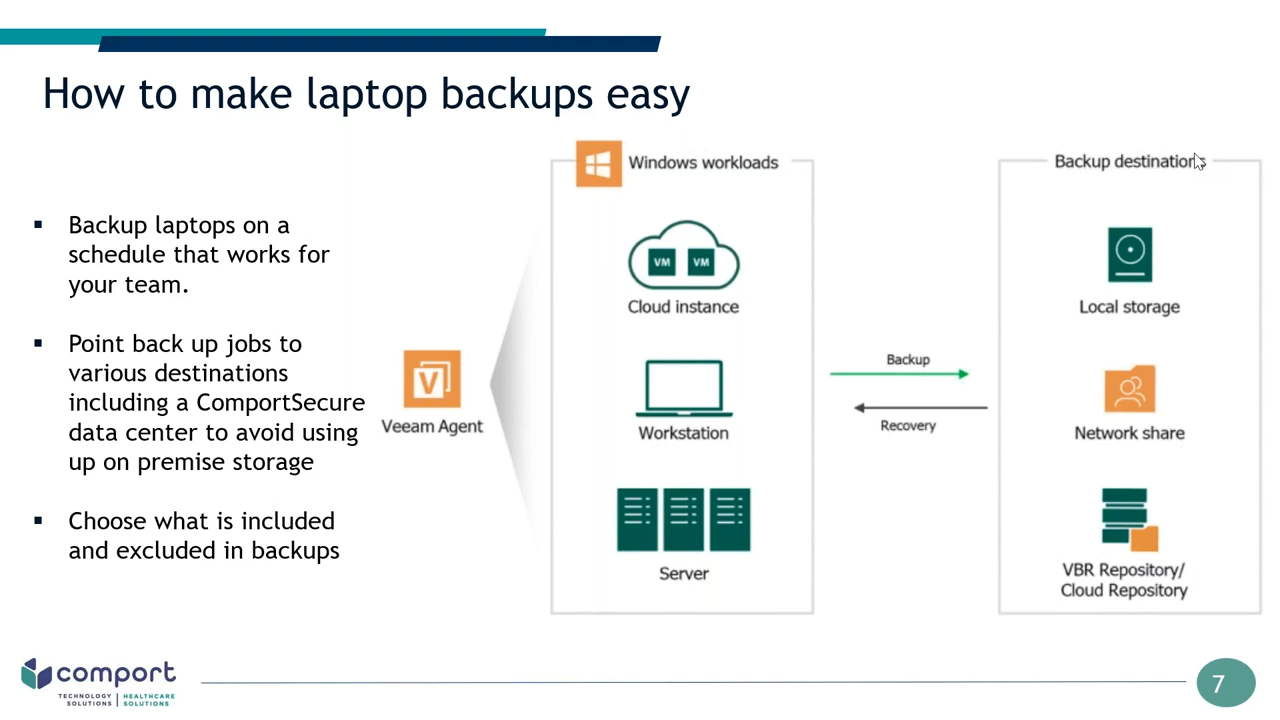 How to make laptop backups easy
Backup laptops on a
schedule that works for
your team.
Point back up jobs to
various destinations
including a ComportSecure
data center to avoid using
up on premise storage
Choose what is included
and excluded in backups
V
Veeam Agent
Windows workloads
VM VM
Cloud instance
Workstation
Server
Backup
Recovery
Backup destinations
Local storage
Network share
VBR Repository/
Cloud Repository
comport
TECHNOLOGY | HEALTHCARE
SOLUTIONS | SOLUTIONS
7